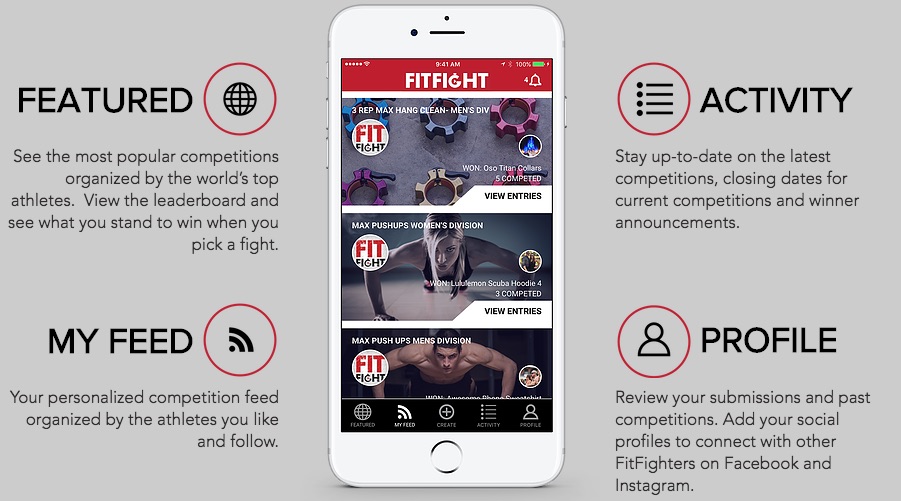 FEATURED
See the most popular competitions
organized by the world's top
athletes.  View the leaderboard and
see what you stand to win when you
pick a fight.
MY FEED
Your personalized competition feed
organized by the athletes you like
and follow.
9:41 AM
100%
FITFIGHT
4
3 REP MAX HANG CLEAN- MEN'S DIV
FIT
FIGHT
WON: Oso Titan Collars
5 COMPETED
VIEW ENTRIES
MAX PUSHUPS WOMEN'S DIVISION
FIT
FIGHT
WON: Lululemon Scuba Hoodie 4
3 COMPETED
VIEW ENTRIES
MAX PUSH UPS MENS DIVISION
FIT
FIGHT
WON: Awesome Phone Sweatshirt
FEATURED
MY FEED
CREATE
ACTIVITY
PROFILE
ACTIVITY
Stay up-to-date on the latest
competitions, closing dates for
current competitions and winner
announcements.
PROFILE
Review your submissions and past
competitions. Add your social
profiles to connect with other
FitFighters on Facebook and
Instagram.